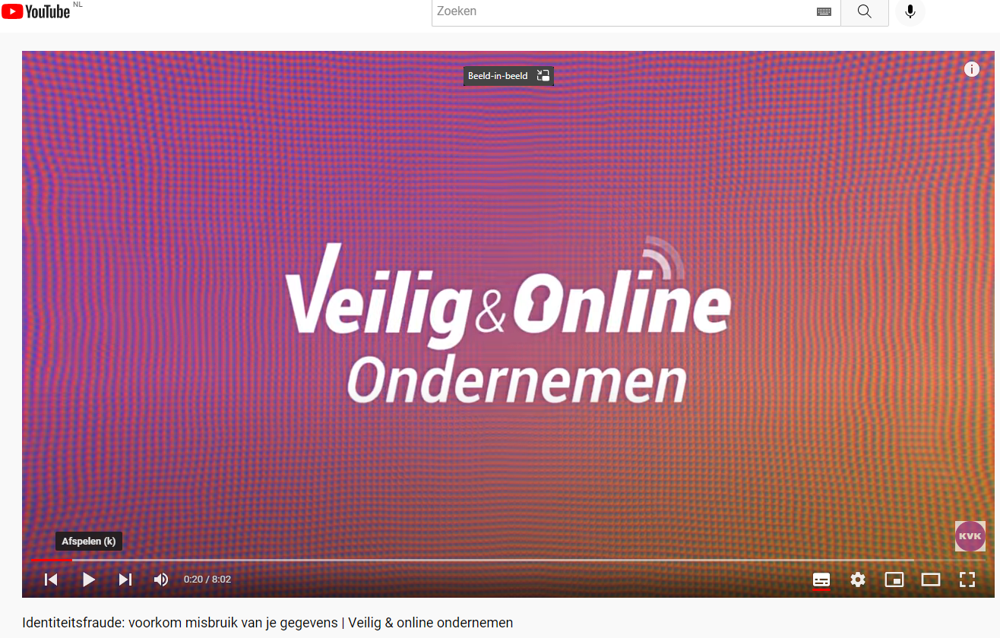 YouTube NL
Zoeken
Beeld-in-beeld
i
Veilig & Online
Ondernemen
KVK
Afspelen (k)
0:20 / 8:02
Identiteitsfraude: voorkom misbruik van je gegevens | Veilig & online ondernemen